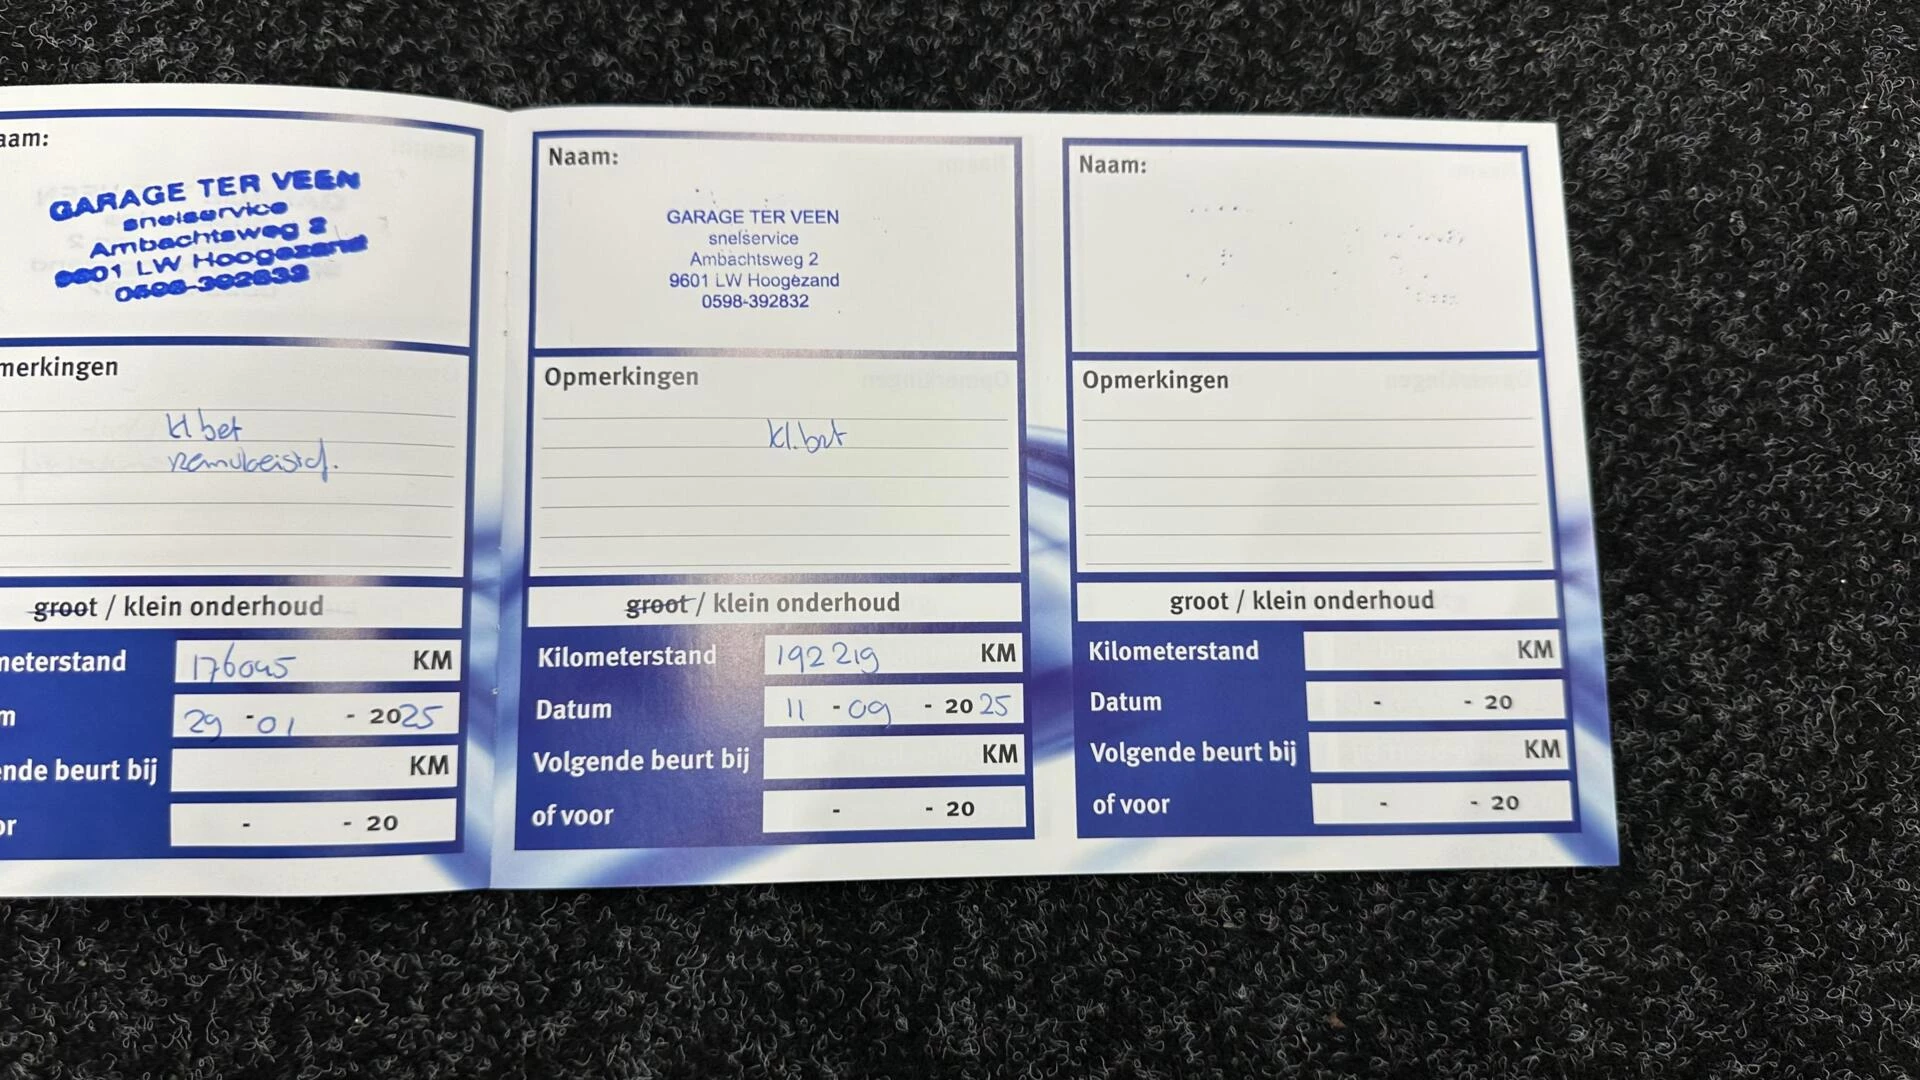 aam:
GARAGE TER VEEN
snelservice
Ambachtsweg 2
9601 LW Hoogezand
0598-392832
merkingen
kl bet
remvloeistof.
groot / klein onderhoud
neterstand 176045 KM
m 29 - 01 - 2025
ende beurt bij KM
or - - 20
Naam:
GARAGE TER VEEN
snelservice
Ambachtsweg 2
9601 LW Hoogezand
0598-392832
Opmerkingen
kl. brt
groot / klein onderhoud
Kilometerstand 192219 KM
Datum 11 - 09 - 2025
Volgende beurt bij KM
of voor - - 20
Naam:
Opmerkingen
groot / klein onderhoud
Kilometerstand KM
Datum - - 20
Volgende beurt bij KM
of voor - - 20